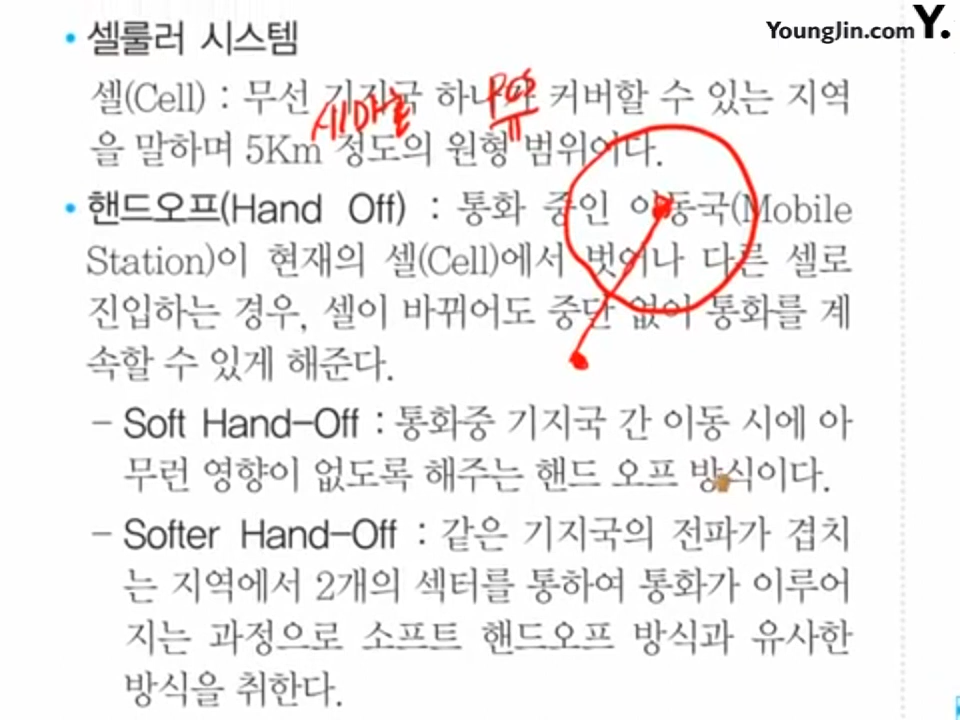 YoungJin.com Y.
• 셀룰러 시스템
셀(Cell) : 무선 기지국 하나가 커버할 수 있는 지역
을 말하며 5Km 정도의 원형 범위이다.
PCS
• 핸드오프(Hand Off) : 통화 중인 이동국(Mobile
Station)이 현재의 셀(Cell)에서 벗어나 다른 셀로
진입하는 경우, 셀이 바뀌어도 중단 없이 통화를 계
속할 수 있게 해준다.
– Soft Hand-Off : 통화중 기지국 간 이동 시에 아
무런 영향이 없도록 해주는 핸드 오프 방식이다.
– Softer Hand-Off : 같은 기지국의 전파가 겹치
는 지역에서 2개의 섹터를 통하여 통화가 이루어
지는 과정으로 소프트 핸드오프 방식과 유사한
방식을 취한다.